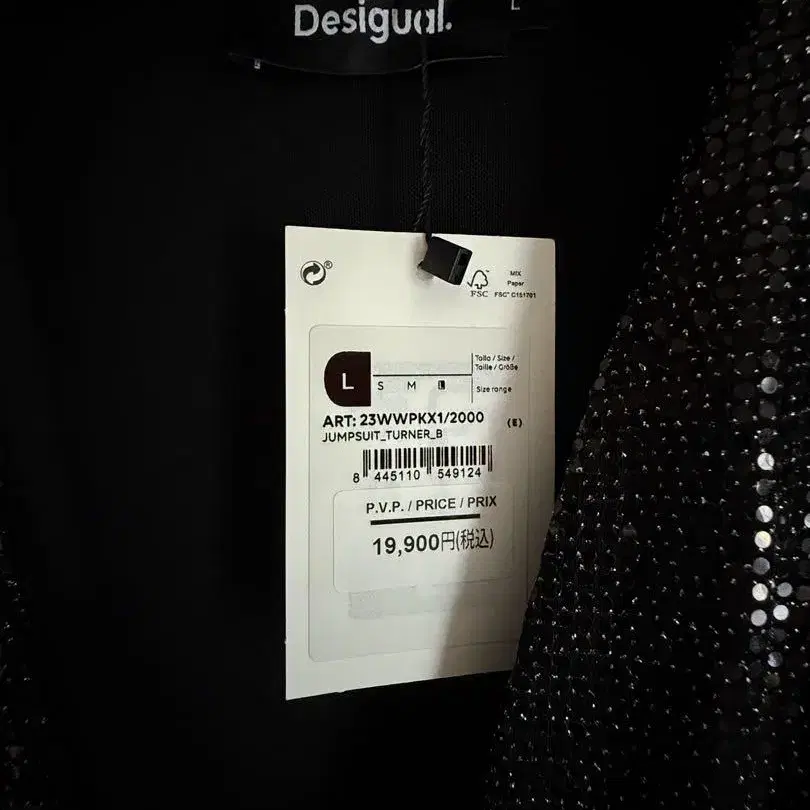 Desigual.
L
MIX
Paper
FSC
FSC® C151701
L
S M L
Talla / Size /
Taille / Größe
Size range
ART: 23WWPKX1/2000 (E)
JUMPSUIT_TURNER_B
8 445110 549124
P.V.P. / PRICE / PRIX
19,900円(税込)